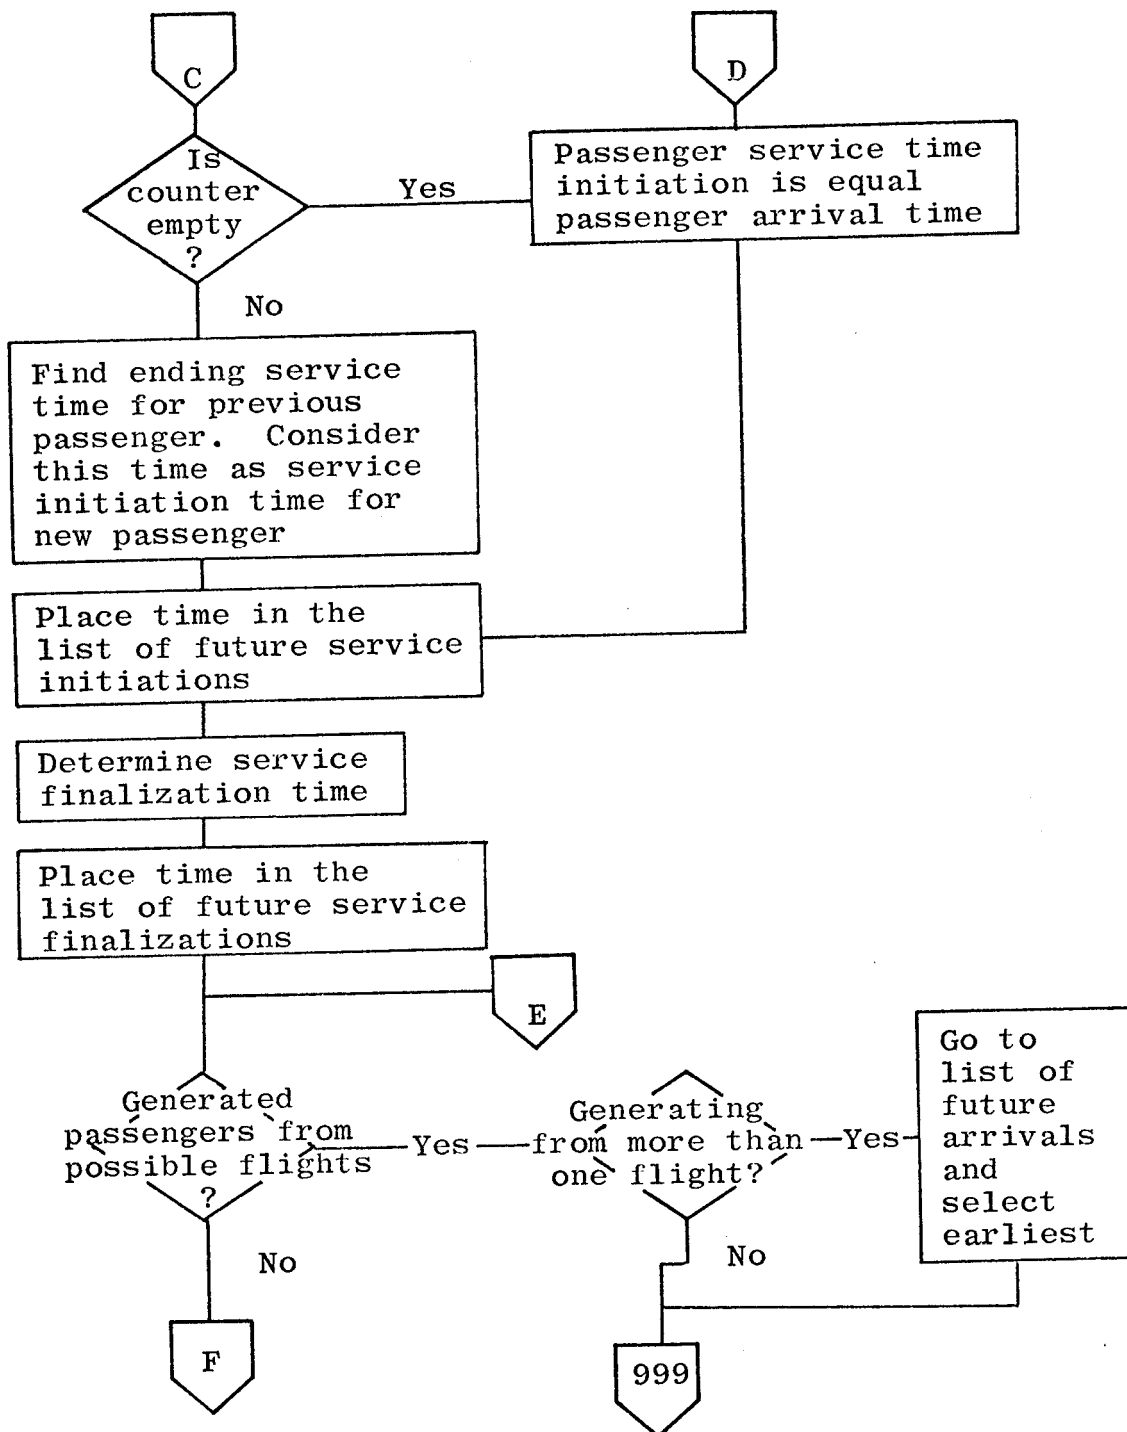 C
D
Is
counter
empty
?
Yes
Passenger service time
initiation is equal
passenger arrival time
No
Find ending service
time for previous
passenger. Consider
this time as service
initiation time for
new passenger
Place time in the
list of future service
initiations
Determine service
finalization time
Place time in the
list of future service
finalizations
E
Generated
passengers from
possible flights
?
Yes
Generating
from more than
one flight?
Yes
Go to
list of
future
arrivals
and
select
earliest
No
No
F
999